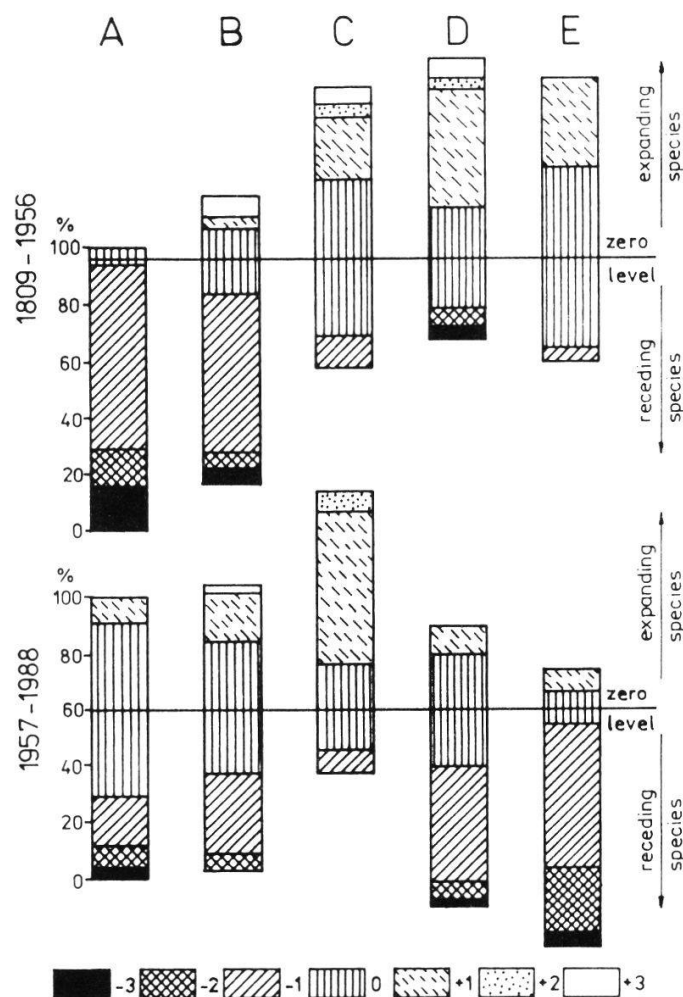 A B C D E
1809-1956
%
100
80
60
40
20
0
expanding
species
zero
level
receding
species
1957-1988
%
100
80
60
40
20
0
expanding
species
zero
level
receding
species
-3 -2 -1 0 +1 +2 +3